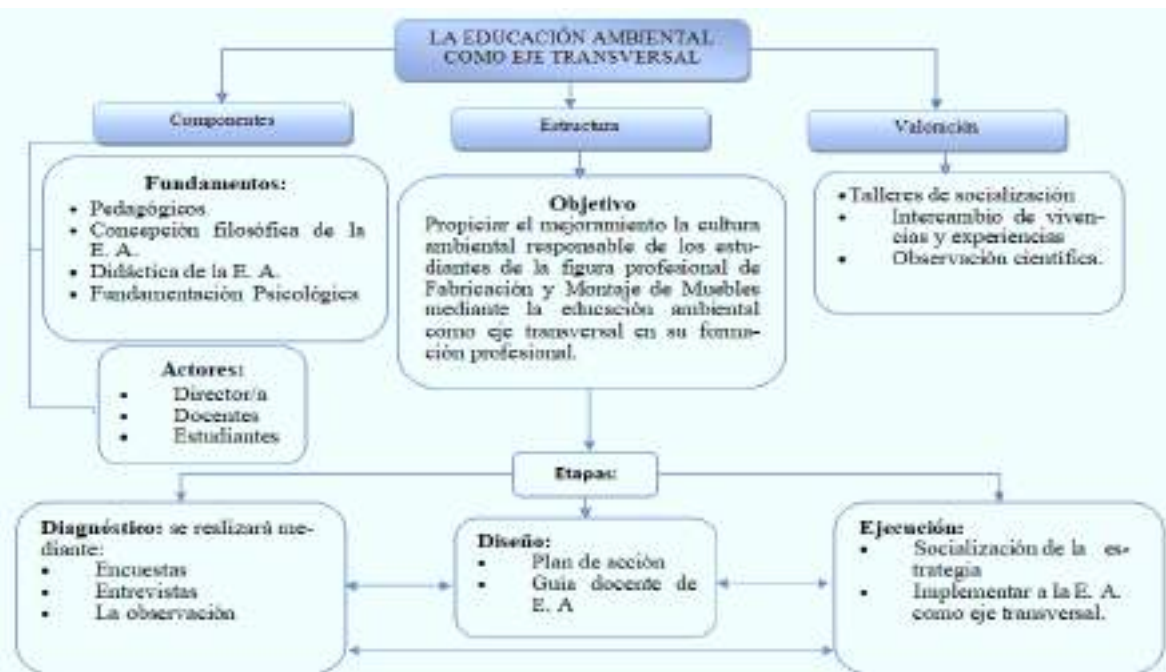 LA EDUCACIÓN AMBIENTAL
COMO EJE TRANSVERSAL
Componentes
Estructura
Valoración
Fundamentos:
• Pedagógicos
• Concepción filosófica de la
E. A.
• Didáctica de la E. A.
• Fundamentación Psicológica
Actores:
• Director/a
• Docentes
• Estudiantes
Objetivo
Propiciar el mejoramiento la cultura
ambiental responsable de los estu-
diantes de la figura profesional de
Fabricación y Montaje de Muebles
mediante la educación ambiental
como eje transversal en su forma-
ción profesional.
•Talleres de socialización
• Intercambio de viven-
cias y experiencias
• Observación científica.
Etapas:
Diagnóstico: se realizará me-
diante:
• Encuestas
• Entrevistas
• La observación
Diseño:
• Plan de acción
• Guía docente de
E. A
Ejecución:
• Socialización de la es-
trategia
• Implementar a la E. A.
como eje transversal.